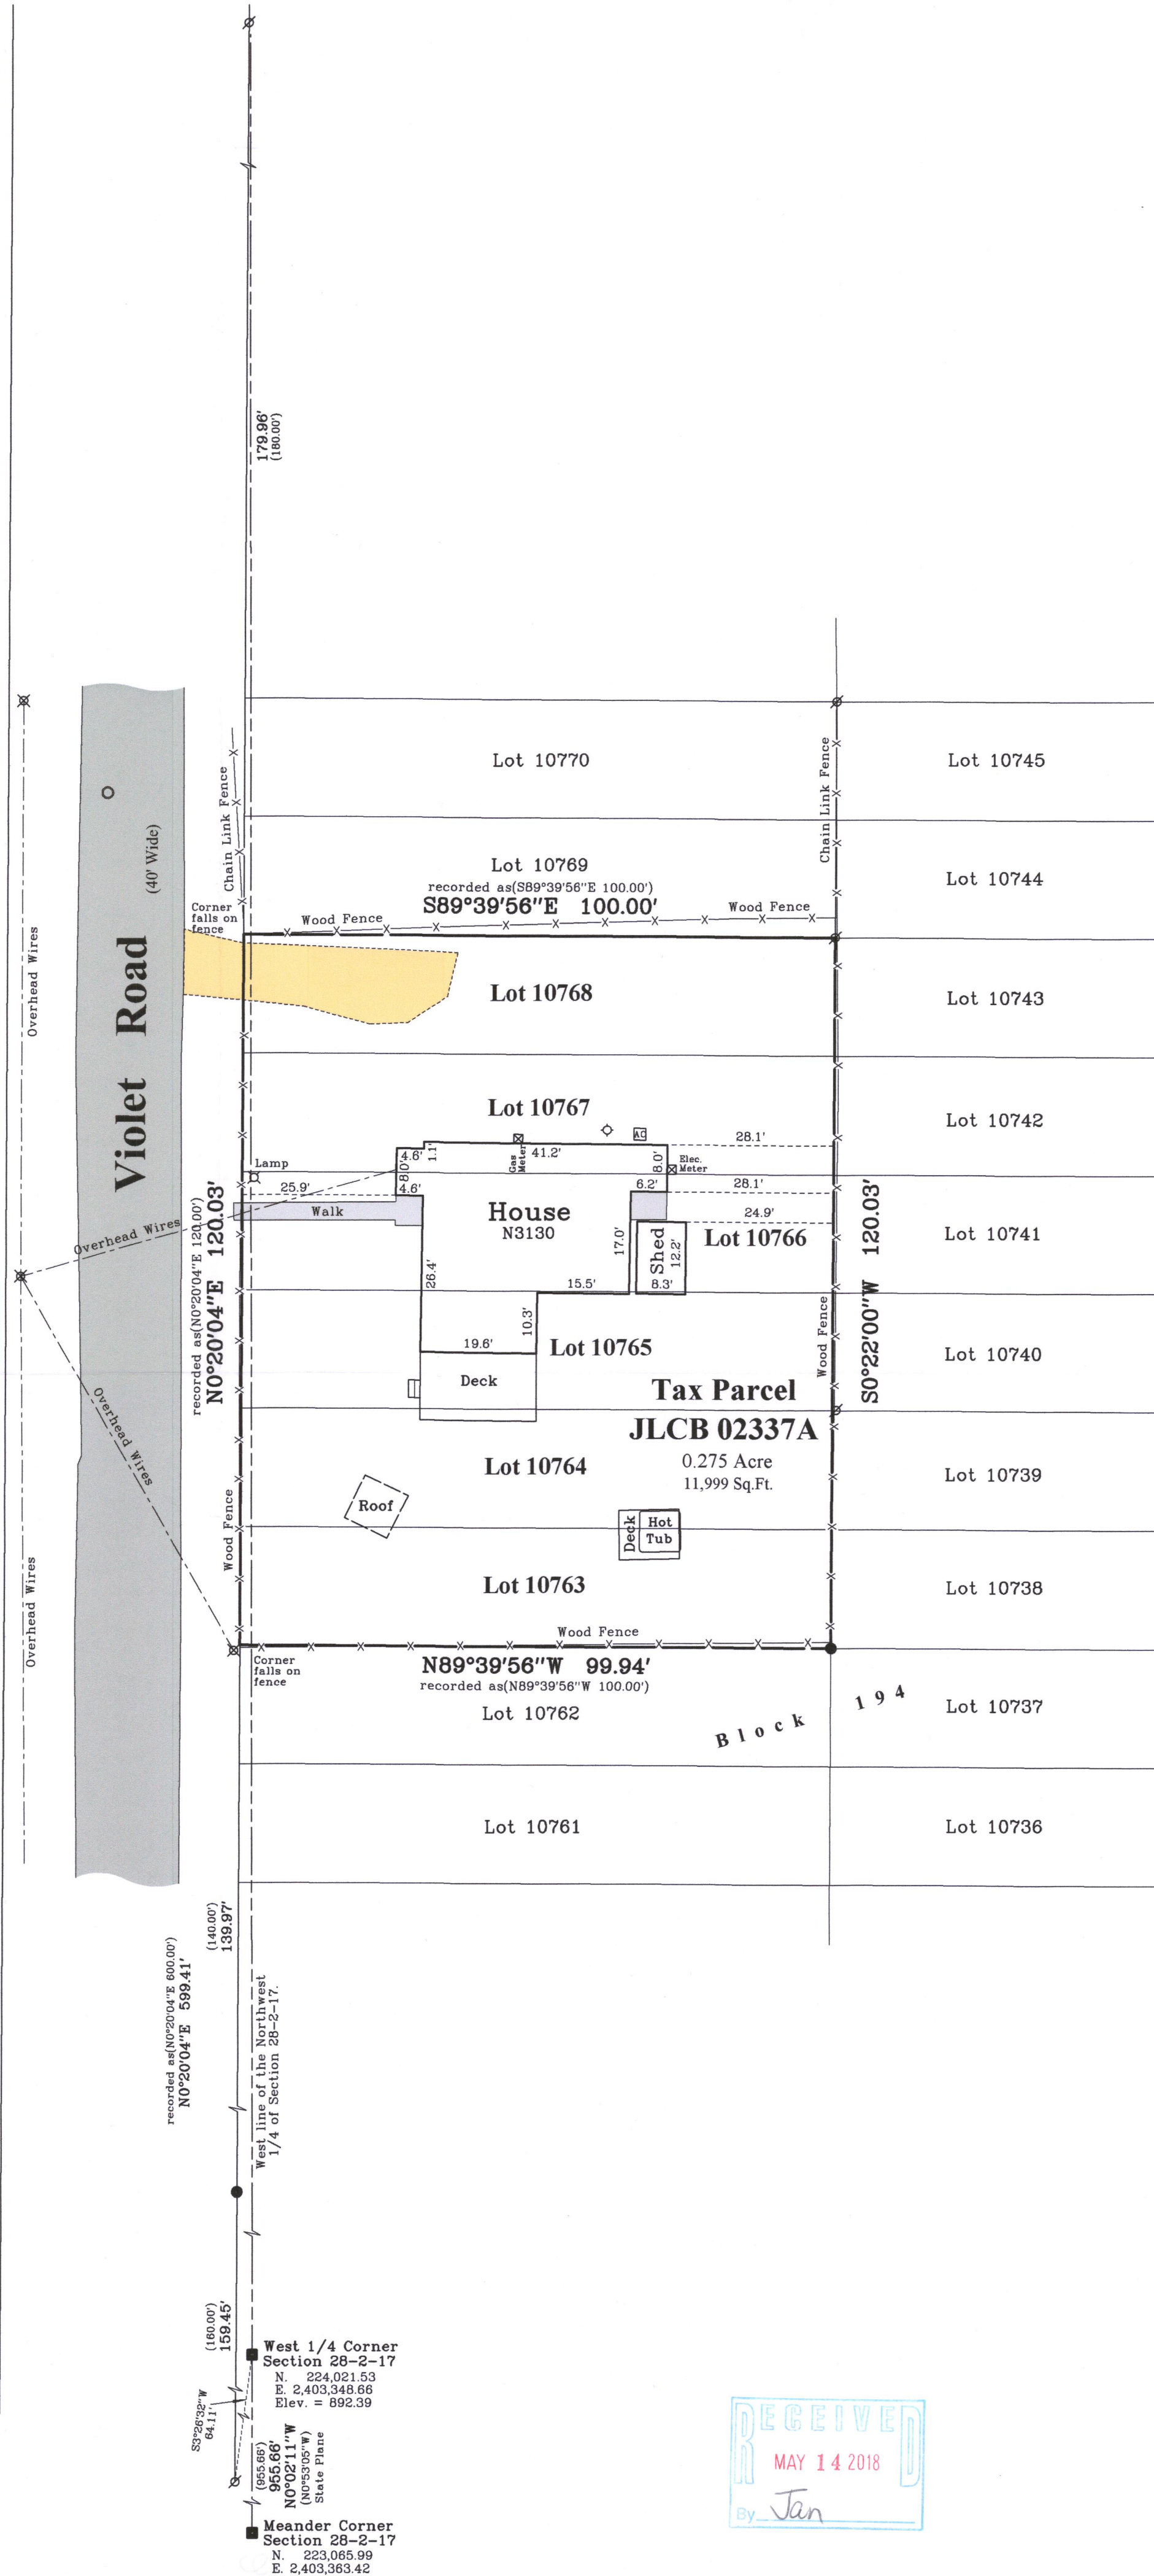 179.96'
(180.00')
Lot 10770
Lot 10745
Chain Link Fence
Chain Link Fence
(40' Wide)
Lot 10769
Lot 10744
recorded as(S89°39'56"E 100.00')
S89°39'56"E 100.00'
Corner
falls on
fence
Wood Fence
Wood Fence
Overhead Wires
Violet Road
Lot 10768
Lot 10743
Lot 10767
Lot 10742
AC
28.1'
4.6'
1.1'
Gas
Meter
41.2'
8.0'
Elec.
Meter
Lamp
8.0'
25.9'
4.6'
6.2'
28.1'
Walk
House
N3130
24.9'
Overhead Wires
17.0'
Shed
12.2'
Lot 10766
Lot 10741
recorded as(N0°20'04"E 120.00')
N0°20'04"E 120.03'
S0°22'00"W 120.03'
26.4'
15.5'
8.3'
10.3'
Wood Fence
19.6'
Lot 10765
Lot 10740
Deck
Tax Parcel
JLCB 02337A
0.275 Acre
11,999 Sq.Ft.
Overhead Wires
Lot 10764
Lot 10739
Roof
Deck
Hot
Tub
Wood Fence
Overhead Wires
Lot 10763
Lot 10738
Wood Fence
Corner
falls on
fence
N89°39'56"W 99.94'
recorded as(N89°39'56"W 100.00')
Lot 10762
Block 194
Lot 10737
Lot 10761
Lot 10736
(140.00')
139.97'
recorded as(N0°20'04"E 600.00')
N0°20'04"E 599.41'
West line of the Northwest
1/4 of Section 28-2-17.
(160.00')
159.45'
West 1/4 Corner
Section 28-2-17
N. 224,021.53
E. 2,403,348.66
Elev. = 892.39
S3°26'32"W
64.11'
(955.66')
955.66'
N0°02'11"W
(N0°53'05"W)
State Plane
Meander Corner
Section 28-2-17
N. 223,065.99
E. 2,403,363.42
RECEIVED
MAY 14 2018
By Jan